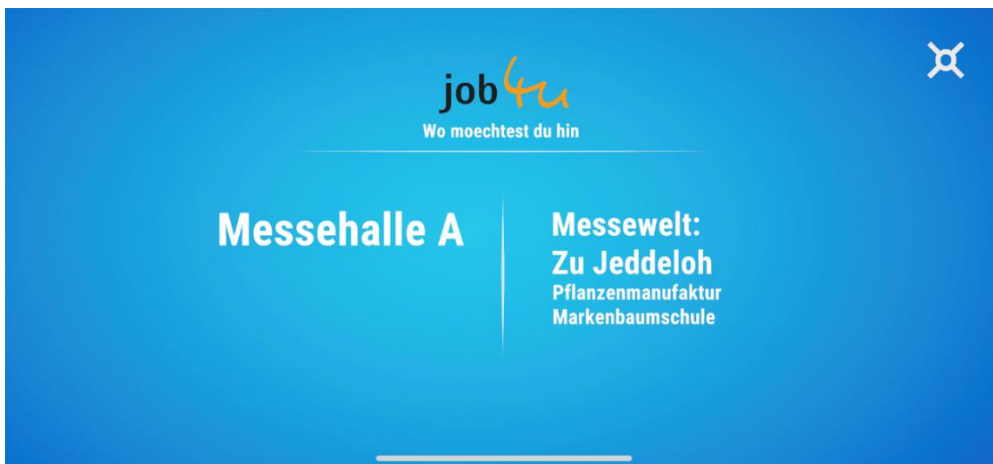 job4u
Wo moechtest du hin
Messehalle A
Messewelt:
Zu Jeddeloh
Pflanzenmanufaktur
Markenbaumschule